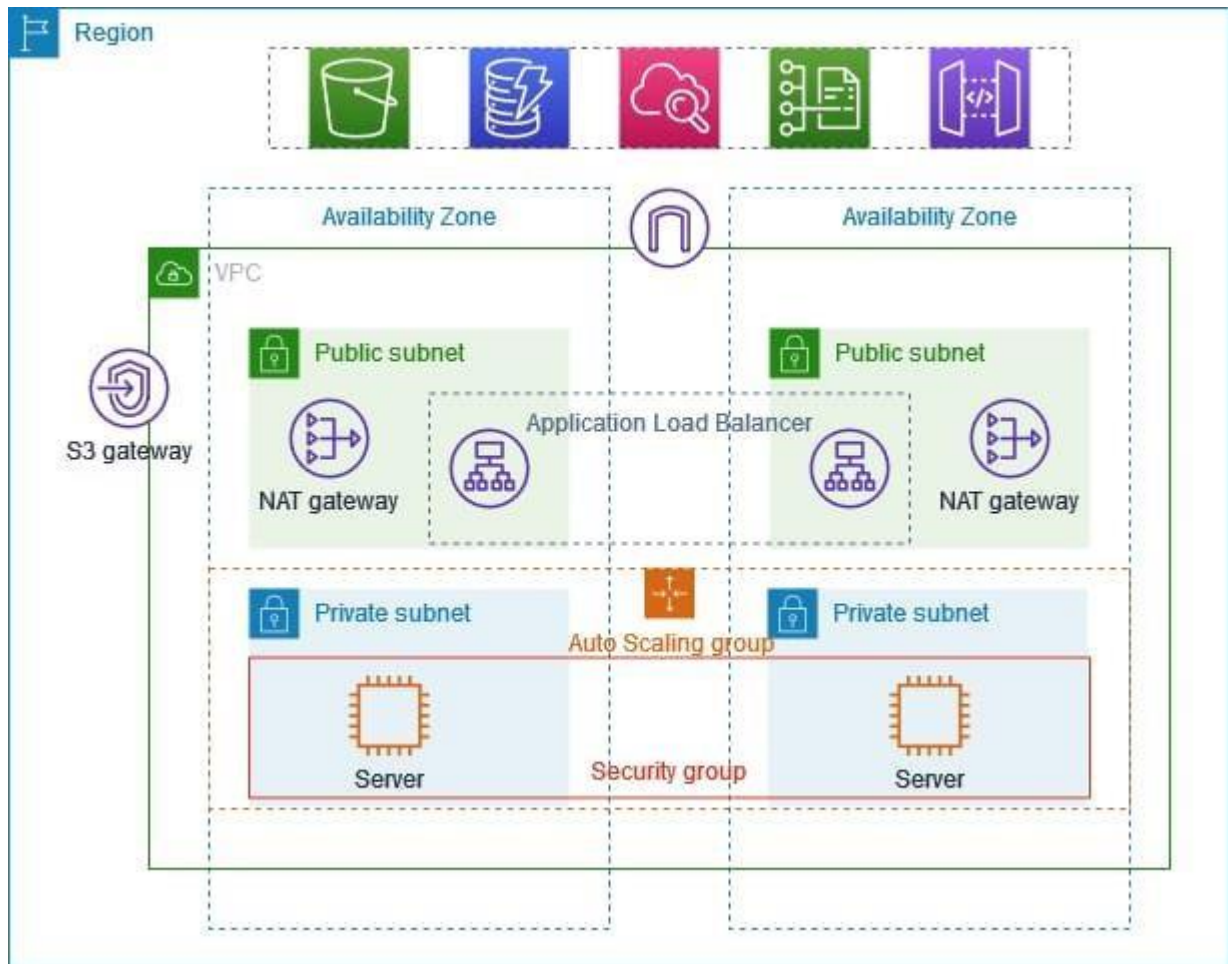 Region
Availability Zone
Availability Zone
VPC
Public subnet
Public subnet
Application Load Balancer
S3 gateway
NAT gateway
NAT gateway
Private subnet
Private subnet
Auto Scaling group
Security group
Server
Server